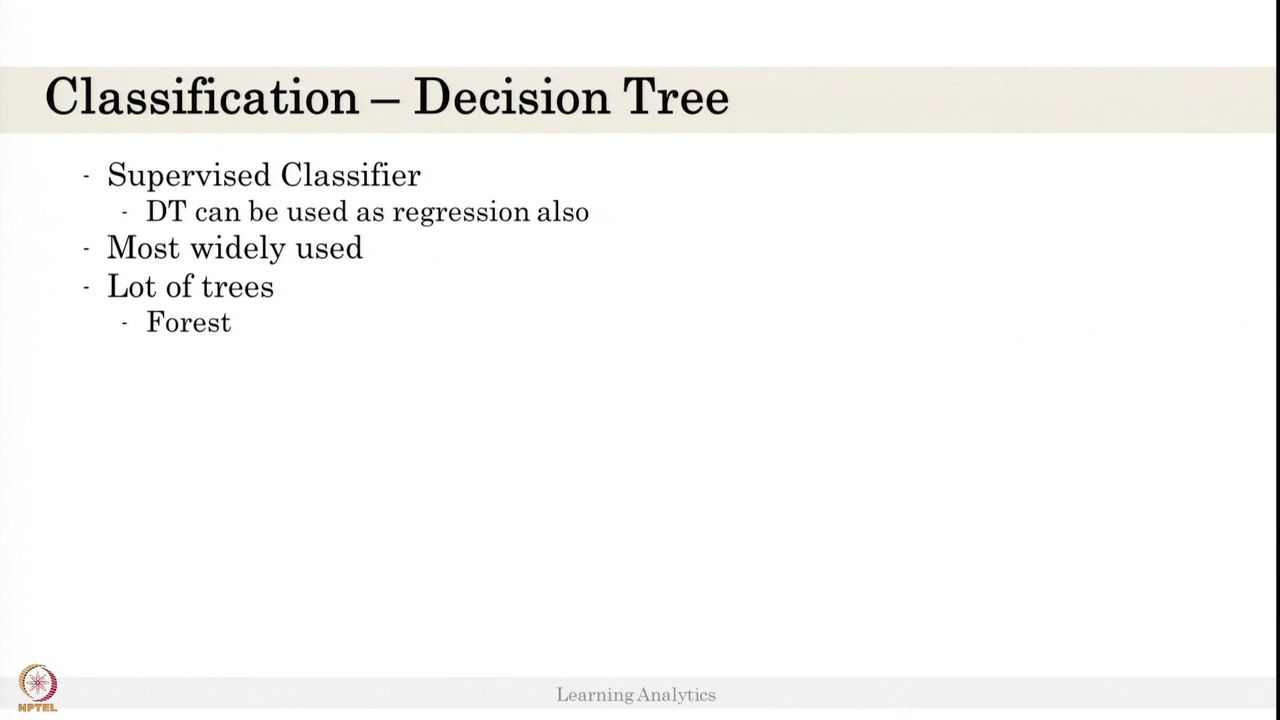 Classification – Decision Tree
- Supervised Classifier
- DT can be used as regression also
- Most widely used
- Lot of trees
- Forest
NPTEL
Learning Analytics